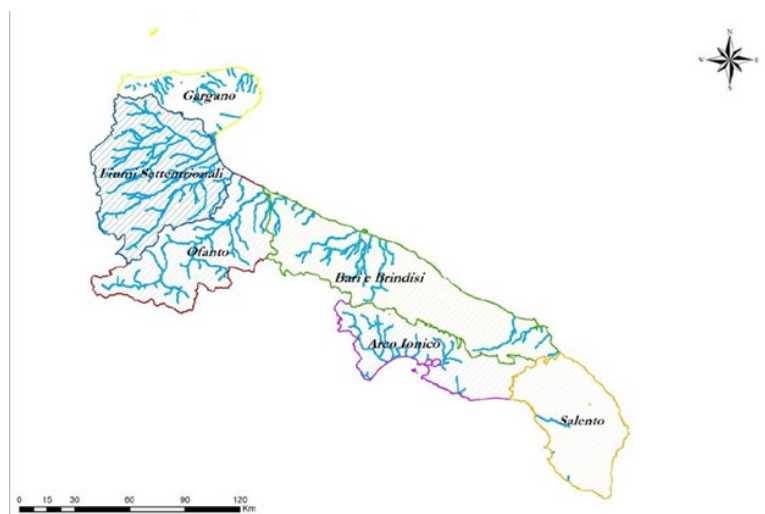 N
W E
S
Gargano
Fiumi Settentrionali
Ofanto
Bari e Brindisi
Arco Ionico
Salento
0 15 30 60 90 120
Km